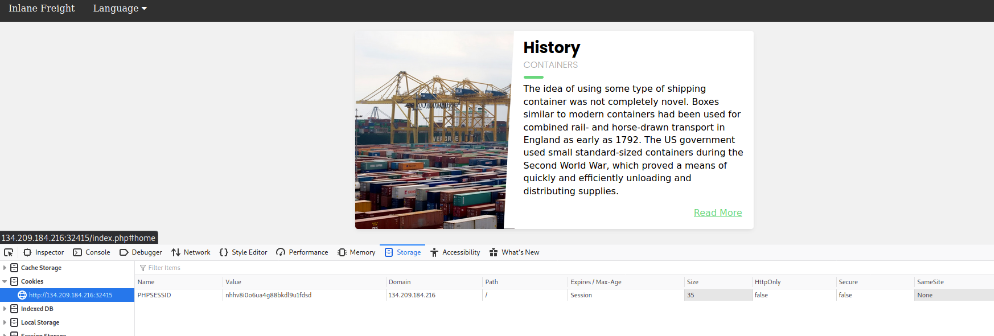 Inlane Freight Language
History
CONTAINERS
The idea of using some type of shipping
container was not completely novel. Boxes
similar to modern containers had been used for
combined rail- and horse-drawn transport in
England as early as 1792. The US government
used small standard-sized containers during the
Second World War, which proved a means of
quickly and efficiently unloading and
distributing supplies.
Read More
134.209.184.216:32415/index.php#home
Inspector Console Debugger Network Style Editor Performance Memory Storage Accessibility What's New
Cache Storage
Filter Items
Cookies
Name Value Domain Path Expires / Max-Age Size HttpOnly Secure SameSite
http://134.209.184.216:32415
PHPSESSID 134.209.184.216 / Session 35 false false None
Indexed DB
Local Storage